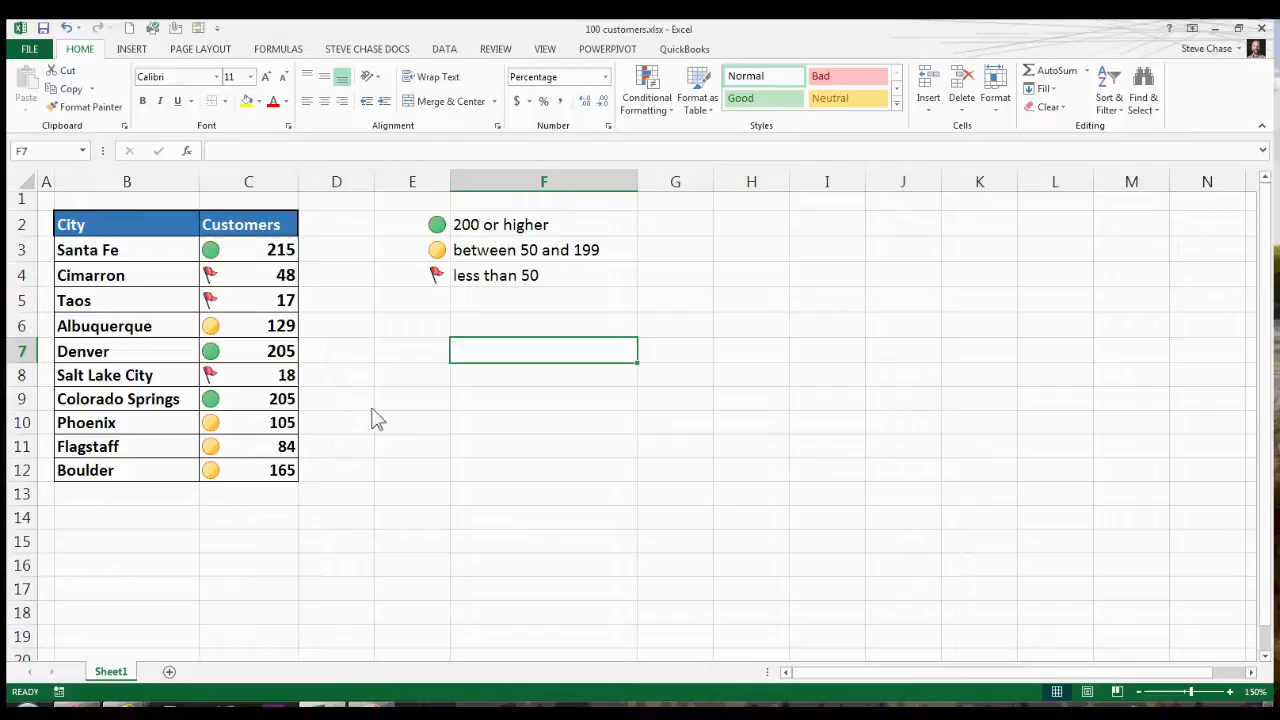 100 customers.xlsx - Excel
FILE HOME INSERT PAGE LAYOUT FORMULAS STEVE CHASE DOCS DATA REVIEW VIEW POWERPIVOT QuickBooks Steve Chase
Paste
Cut
Copy
Format Painter
Clipboard
Calibri 11
B I U
Font
Wrap Text
Merge & Center
Alignment
Percentage
$ % ,
Number
Conditional Formatting
Format as Table
Normal Bad
Good Neutral
Styles
Insert Delete Format
Cells
AutoSum
Fill
Clear
Sort & Filter
Find & Select
Editing
F7 fx
A B C D E F G H I J K L M N
1
2 City Customers 200 or higher
3 Santa Fe 215 between 50 and 199
4 Cimarron 48 less than 50
5 Taos 17
6 Albuquerque 129
7 Denver 205
8 Salt Lake City 18
9 Colorado Springs 205
10 Phoenix 105
11 Flagstaff 84
12 Boulder 165
13
14
15
16
17
18
19
20
Sheet1
READY 150%